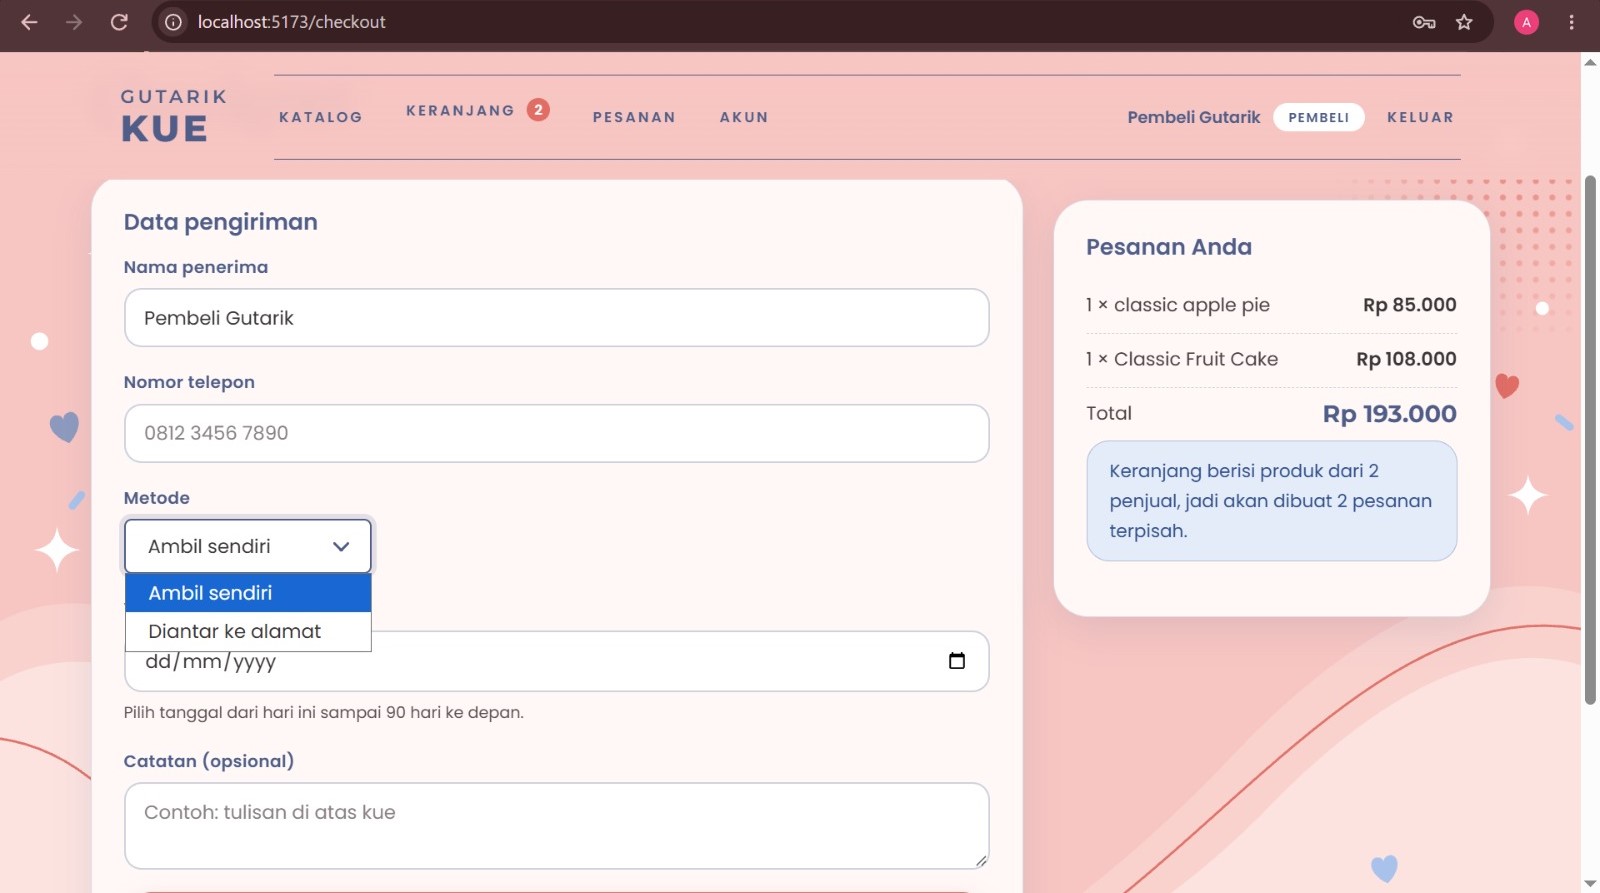 localhost:5173/checkout
A
GUTARIK
KUE
KATALOG
KERANJANG 2
PESANAN
AKUN
Pembeli Gutarik
PEMBELI
KELUAR
Data pengiriman
Nama penerima
Pembeli Gutarik
Nomor telepon
0812 3456 7890
Metode
Ambil sendiri
Ambil sendiri
Diantar ke alamat
dd/mm/yyyy
Pilih tanggal dari hari ini sampai 90 hari ke depan.
Catatan (opsional)
Contoh: tulisan di atas kue
Pesanan Anda
1 × classic apple pie Rp 85.000
1 × Classic Fruit Cake Rp 108.000
Total Rp 193.000
Keranjang berisi produk dari 2
penjual, jadi akan dibuat 2 pesanan
terpisah.